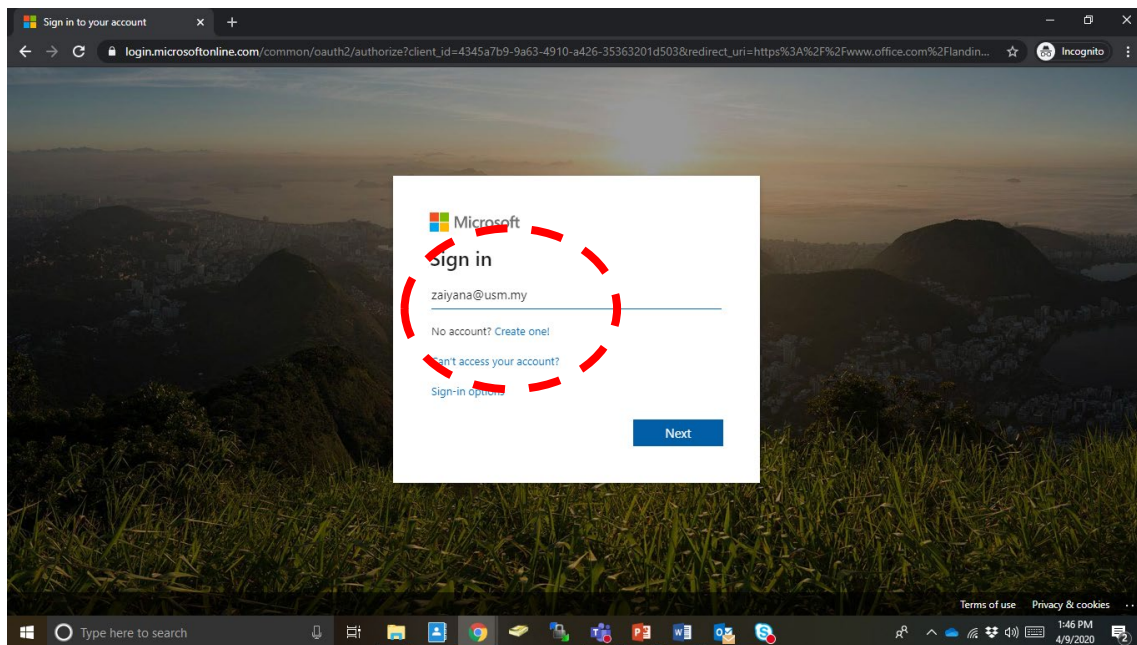 Sign in to your account
login.microsoftonline.com/common/oauth2/authorize?client_id=4345a7b9-9a63-4910-a426-35363201d503&redirect_uri=https%3A%2F%2Fwww.office.com%2Flandin...
Incognito
Microsoft
Sign in
zaiyana@usm.my
No account? Create one!
Can't access your account?
Sign-in options
Next
Terms of use Privacy & cookies
Type here to search
1:46 PM
4/9/2020
2